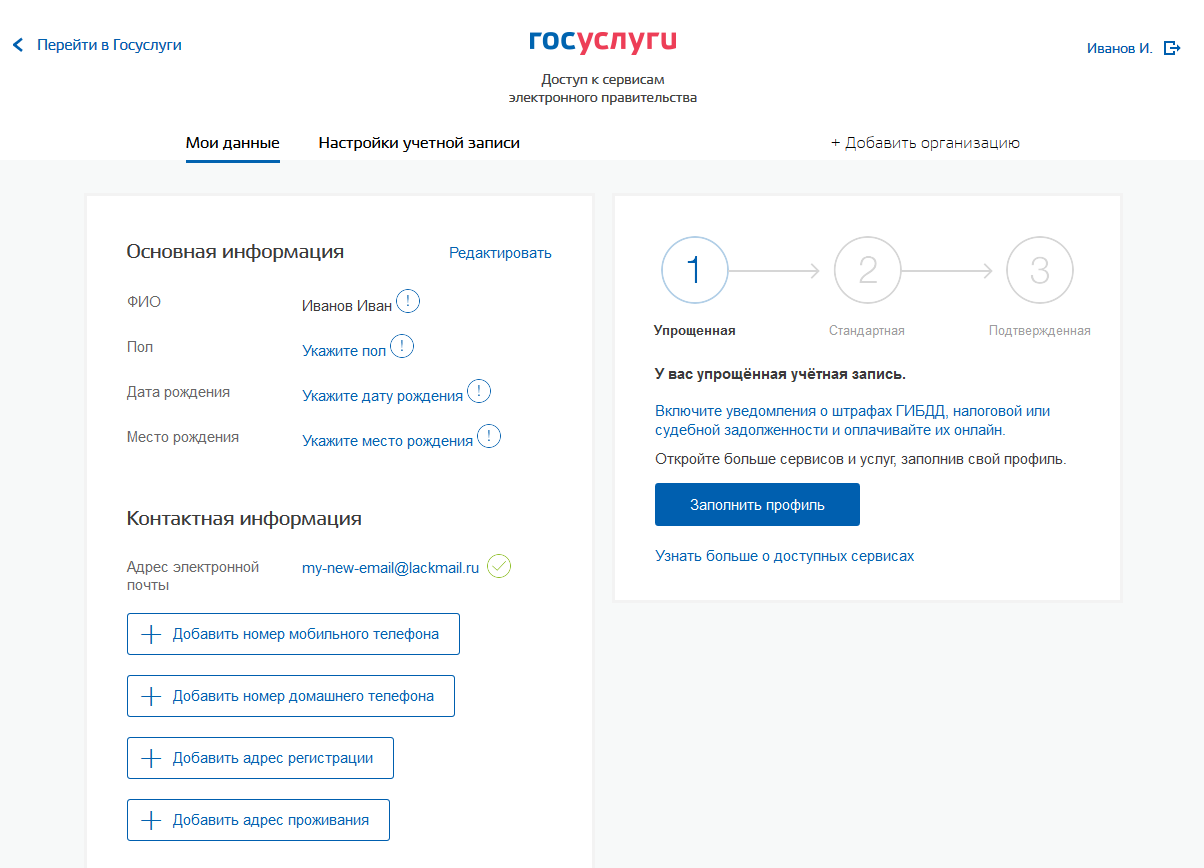 Перейти в Госуслуги
госуслуги
Иванов И.
Доступ к сервисам
электронного правительства
Мои данные
Настройки учетной записи
+ Добавить организацию
Основная информация
Редактировать
ФИО
Иванов Иван !
Пол
Укажите пол !
Дата рождения
Укажите дату рождения !
Место рождения
Укажите место рождения !
Контактная информация
Адрес электронной
почты
my-new-email@lackmail.ru
Добавить номер мобильного телефона
Добавить номер домашнего телефона
Добавить адрес регистрации
Добавить адрес проживания
1
2
3
Упрощенная
Стандартная
Подтвержденная
У вас упрощённая учётная запись.
Включите уведомления о штрафах ГИБДД, налоговой или
судебной задолженности и оплачивайте их онлайн.
Откройте больше сервисов и услуг, заполнив свой профиль.
Заполнить профиль
Узнать больше о доступных сервисах